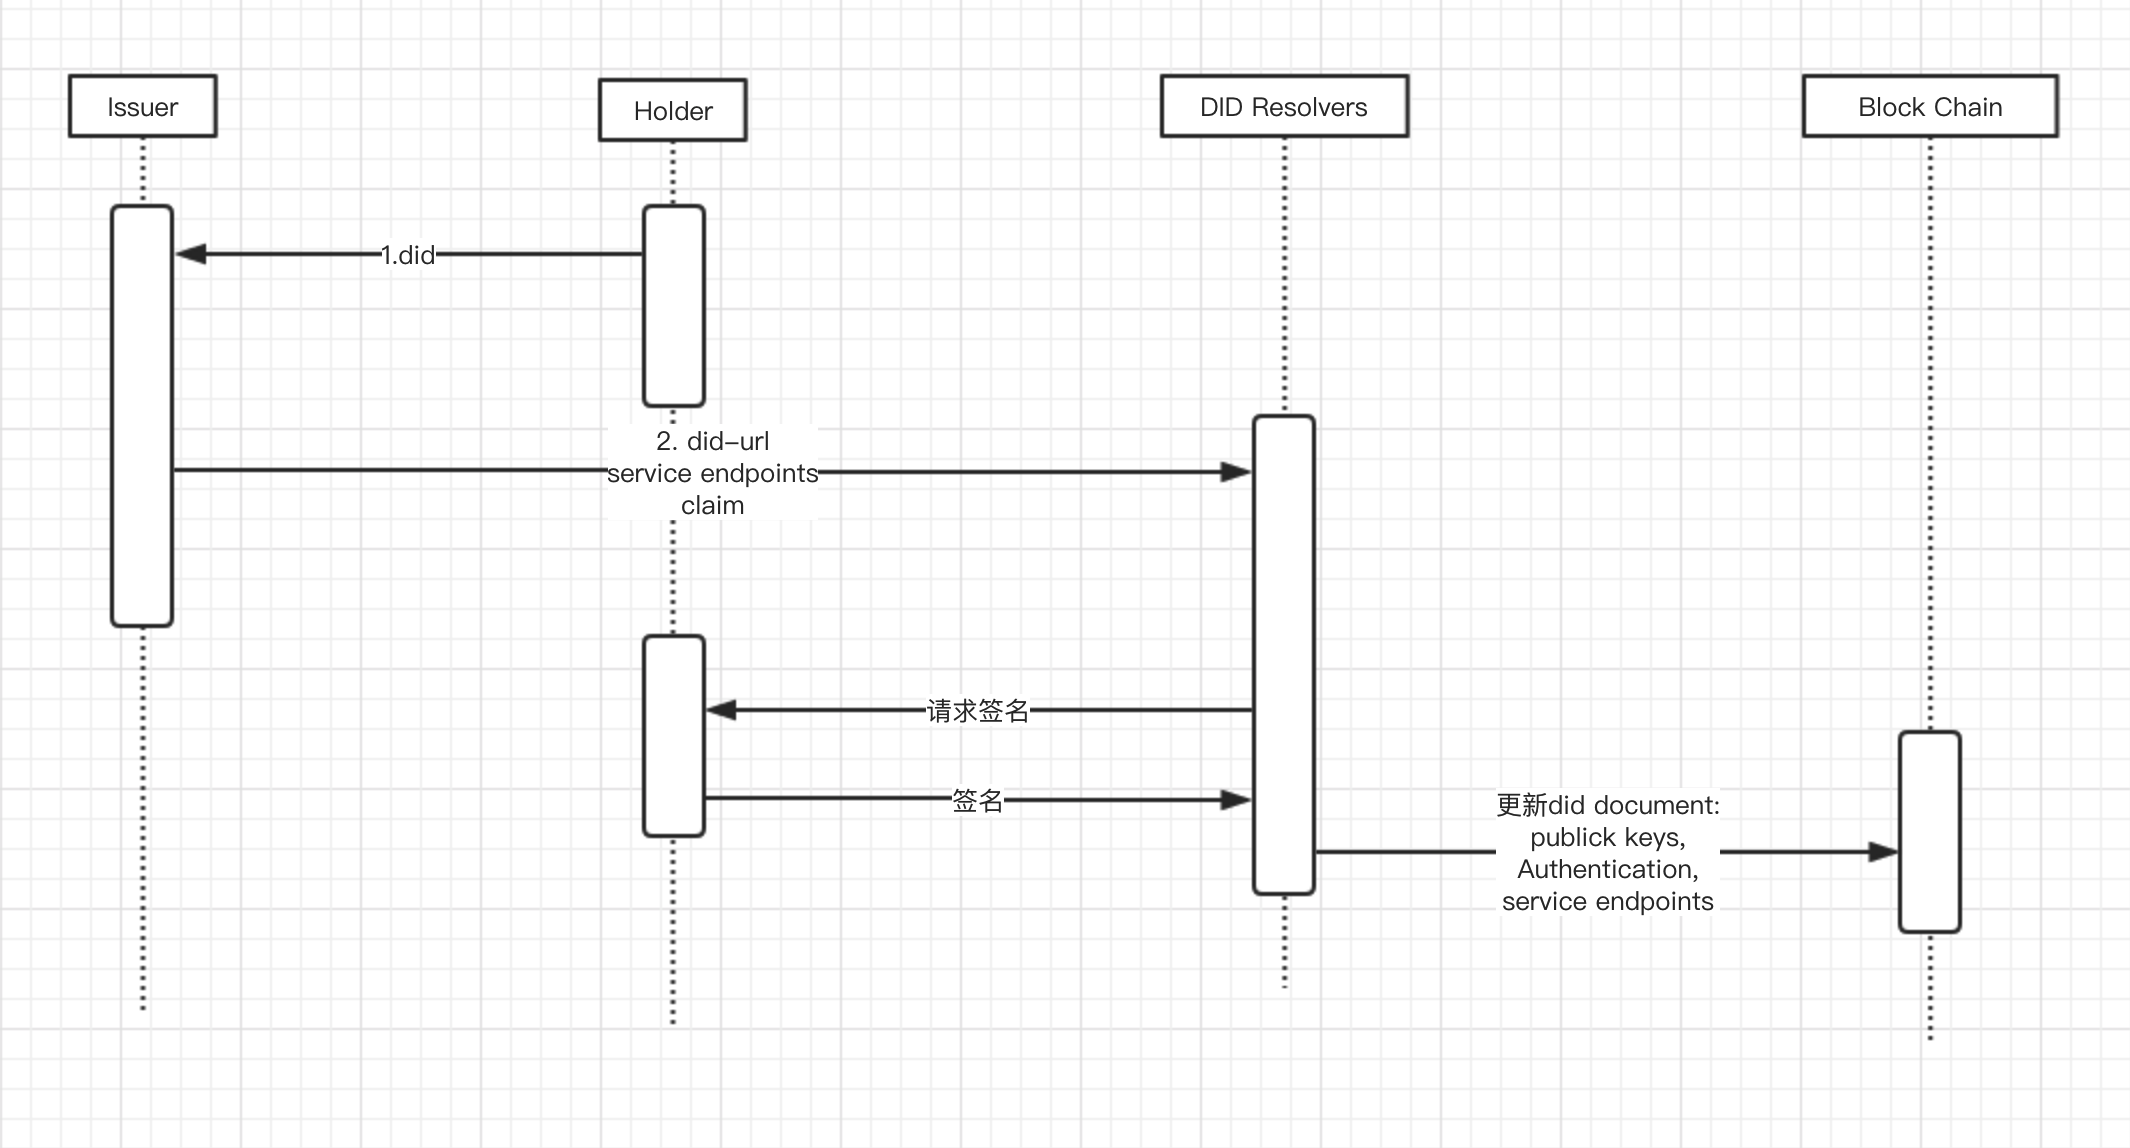 Issuer
Holder
DID Resolvers
Block Chain
1.did
2. did-url
service endpoints
claim
请求签名
签名
更新did document:
publick keys,
Authentication,
service endpoints